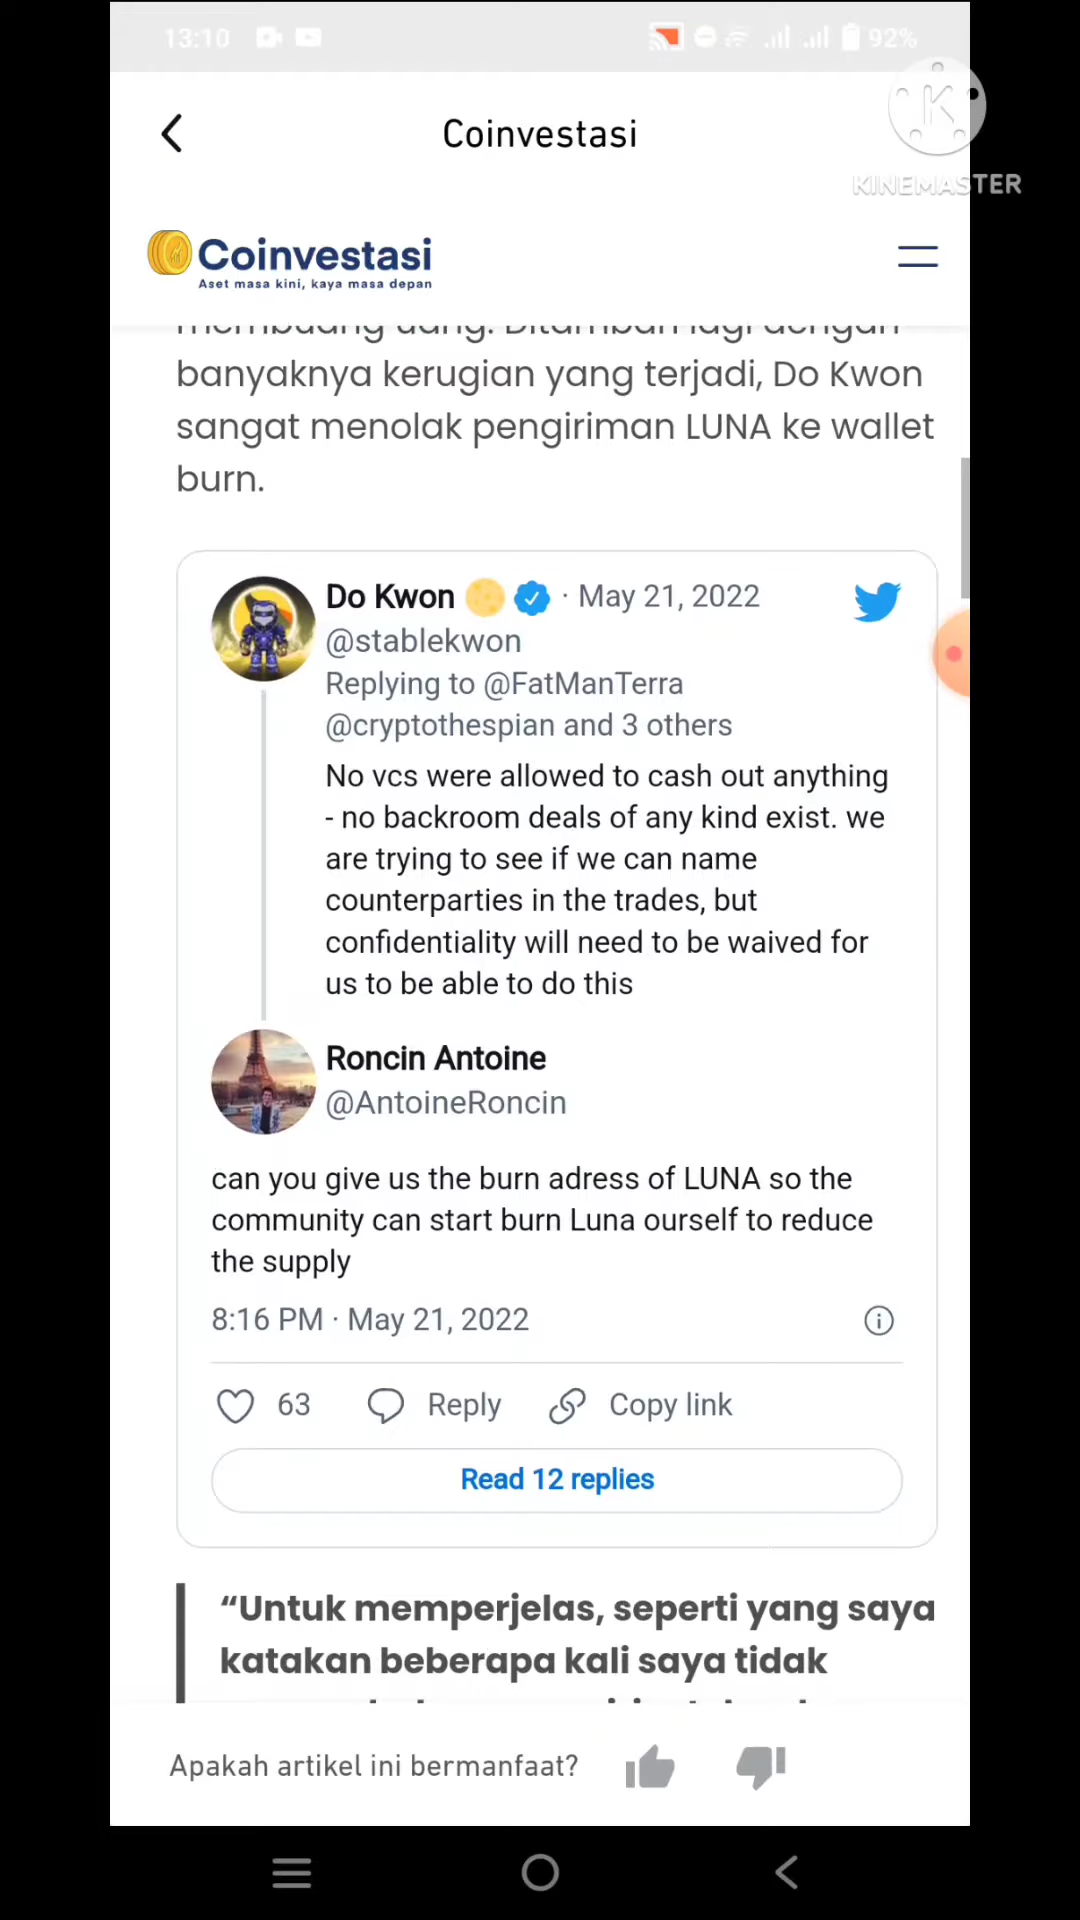 13:10 92%
Coinvestasi
KINEMASTER
Coinvestasi
Aset masa kini, kaya masa depan
membuang uang. Ditambah lagi dengan
banyaknya kerugian yang terjadi, Do Kwon
sangat menolak pengiriman LUNA ke wallet
burn.
Do Kwon · May 21, 2022
@stablekwon
Replying to @FatManTerra
@cryptothespian and 3 others
No vcs were allowed to cash out anything
- no backroom deals of any kind exist. we
are trying to see if we can name
counterparties in the trades, but
confidentiality will need to be waived for
us to be able to do this
Roncin Antoine
@AntoineRoncin
can you give us the burn adress of LUNA so the
community can start burn Luna ourself to reduce
the supply
8:16 PM · May 21, 2022
63 Reply Copy link
Read 12 replies
“Untuk memperjelas, seperti yang saya
katakan beberapa kali saya tidak
Apakah artikel ini bermanfaat?